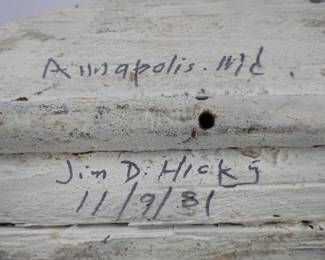 Annapolis. Md.
Jim D. Hicks
11/9/81